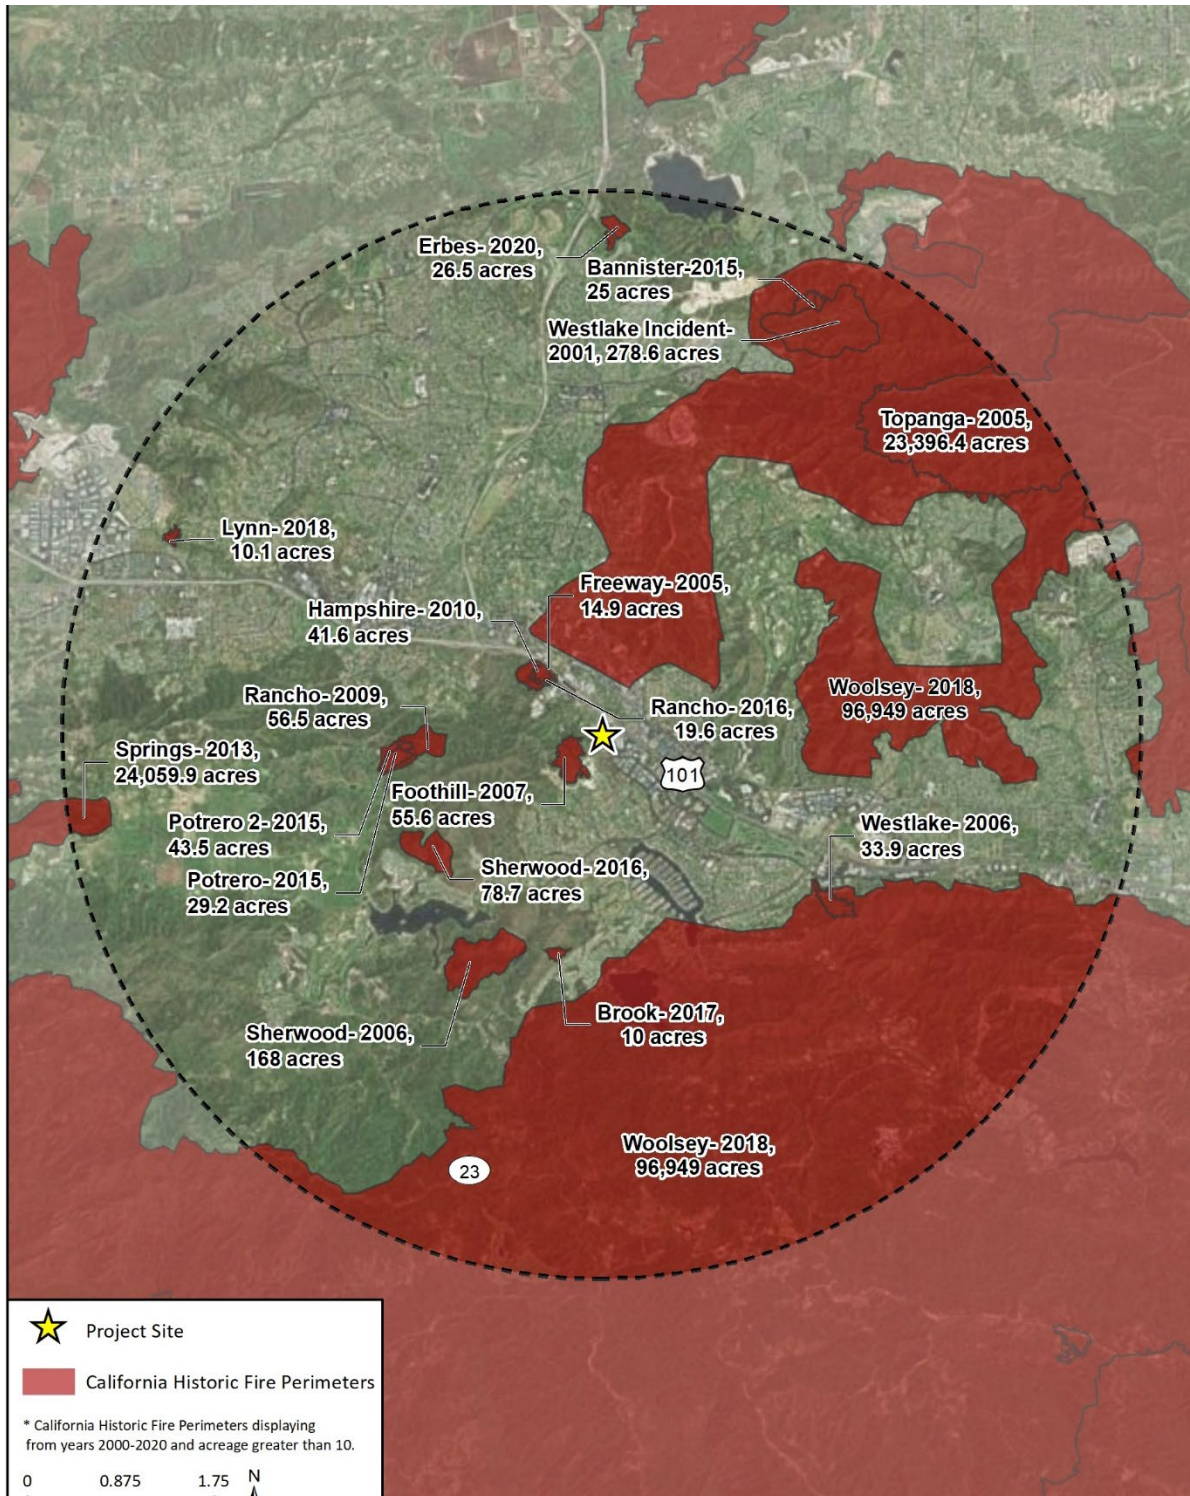 Erbes- 2020,
26.5 acres
Bannister-2015,
25 acres
Westlake Incident-
2001, 278.6 acres
Topanga- 2005,
23,396.4 acres
Lynn- 2018,
10.1 acres
Freeway- 2005,
14.9 acres
Hampshire- 2010,
41.6 acres
Rancho- 2009,
56.5 acres
Rancho- 2016,
19.6 acres
Woolsey- 2018,
96,949 acres
Springs- 2013,
24,059.9 acres
101
Foothill- 2007,
55.6 acres
Potrero 2- 2015,
43.5 acres
Westlake- 2006,
33.9 acres
Potrero- 2015,
29.2 acres
Sherwood- 2016,
78.7 acres
Brook- 2017,
10 acres
Sherwood- 2006,
168 acres
Woolsey- 2018,
96,949 acres
23
Project Site
California Historic Fire Perimeters
* California Historic Fire Perimeters displaying
from years 2000-2020 and acreage greater than 10.
0 0.875 1.75 N